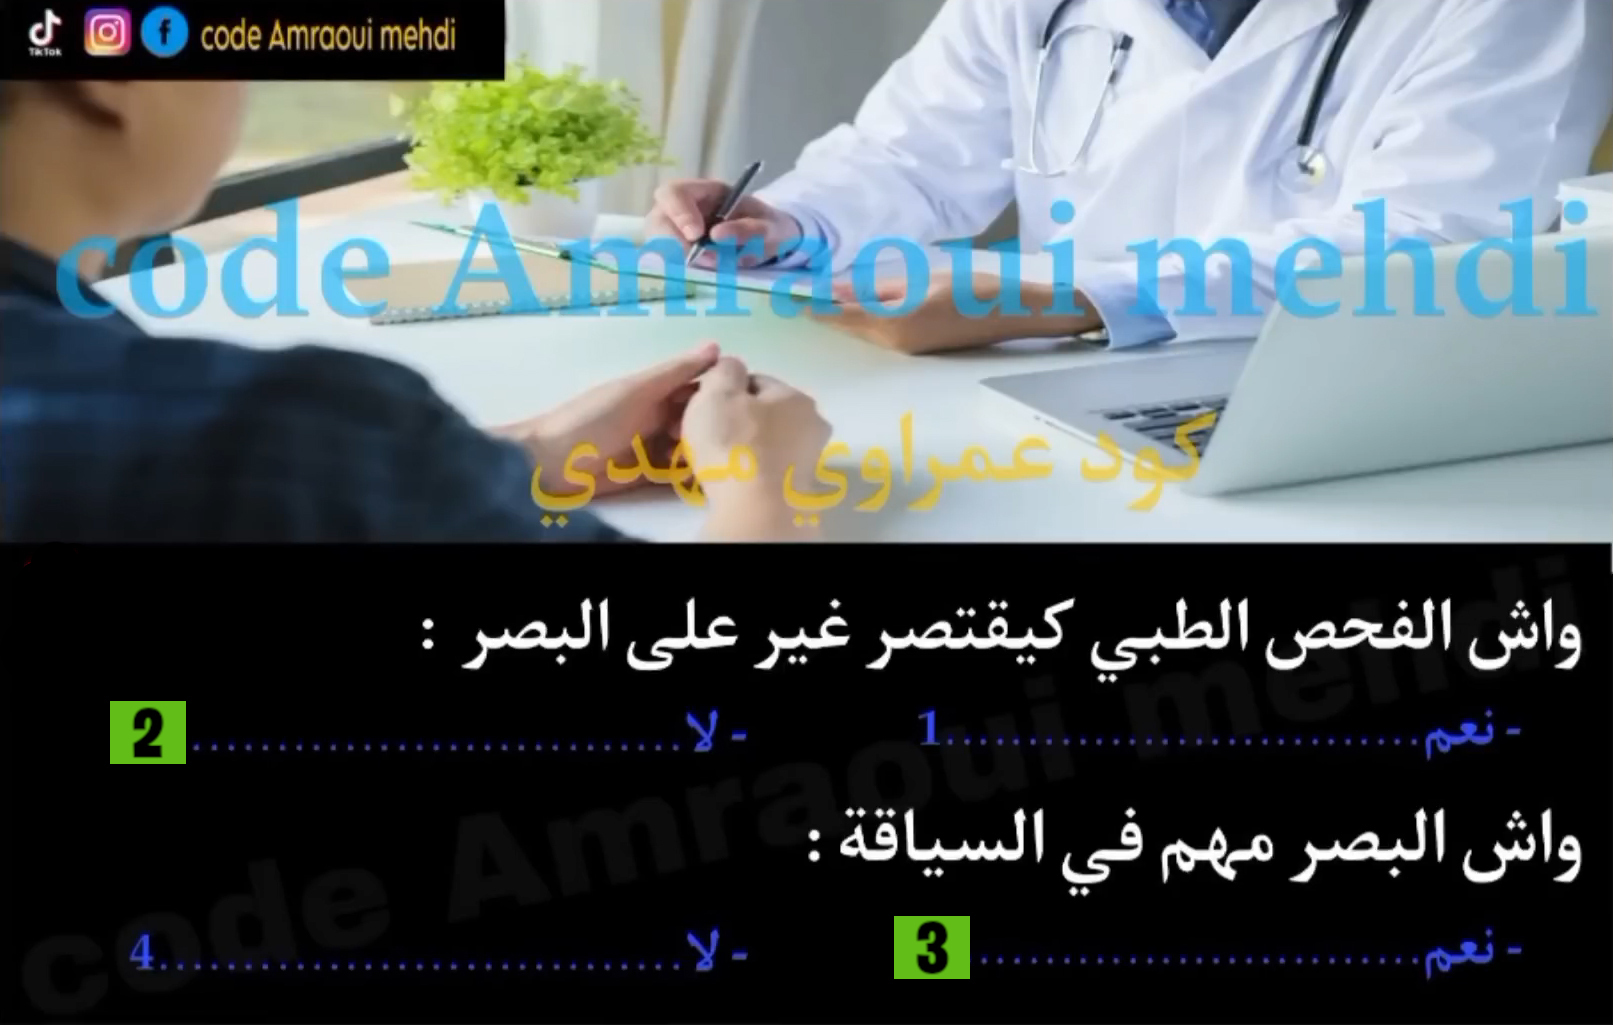 TikTok code Amraoui mehdi
code Amraoui mehdi
كود عمراوي مهدي
واش الفحص الطبي كيقتصر غير على البصر :
- نعم..............................1 - لا..............................2
واش البصر مهم في السياقة :
- نعم..............................3 - لا..............................4
code Amraoui mehdi